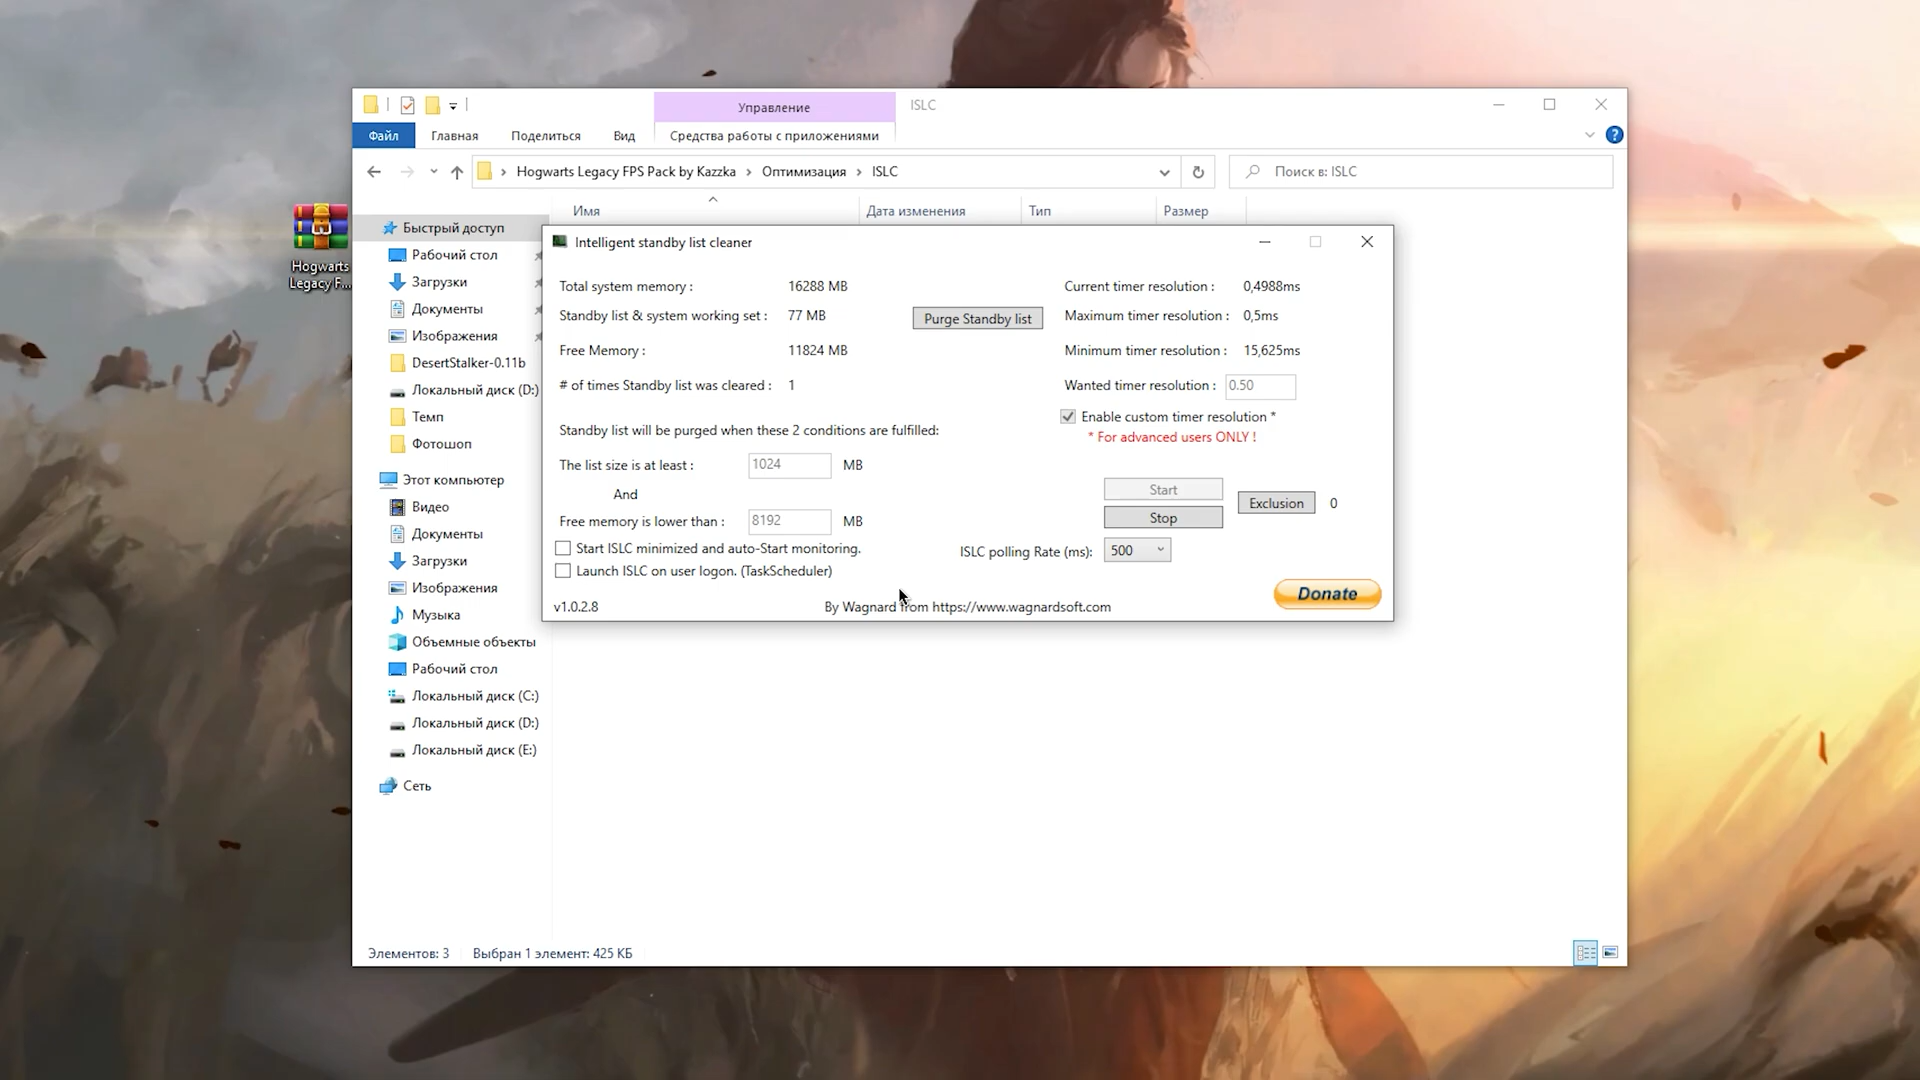 Управление
ISLC
Файл
Главная
Поделиться
Вид
Средства работы с приложениями
Hogwarts Legacy FPS Pack by Kazzka
Оптимизация
ISLC
Поиск в: ISLC
Имя
Дата изменения
Тип
Размер
Hogwarts
Legacy F...
Быстрый доступ
Рабочий стол
Загрузки
Документы
Изображения
DesertStalker-0.11b
Локальный диск (D:)
Темп
Фотошоп
Этот компьютер
Видео
Документы
Загрузки
Изображения
Музыка
Объемные объекты
Рабочий стол
Локальный диск (C:)
Локальный диск (D:)
Локальный диск (E:)
Сеть
Intelligent standby list cleaner
Total system memory : 16288 MB
Standby list & system working set : 77 MB
Purge Standby list
Free Memory : 11824 MB
# of times Standby list was cleared : 1
Standby list will be purged when these 2 conditions are fulfilled:
The list size is at least : 1024 MB
And
Free memory is lower than : 8192 MB
Start ISLC minimized and auto-Start monitoring.
Launch ISLC on user logon. (TaskScheduler)
Current timer resolution : 0,4988ms
Maximum timer resolution : 0,5ms
Minimum timer resolution : 15,625ms
Wanted timer resolution : 0.50
Enable custom timer resolution *
* For advanced users ONLY !
Start
Stop
Exclusion 0
ISLC polling Rate (ms): 500
Donate
v1.0.2.8
By Wagnard from https://www.wagnardsoft.com
Элементов: 3
Выбран 1 элемент: 425 КБ